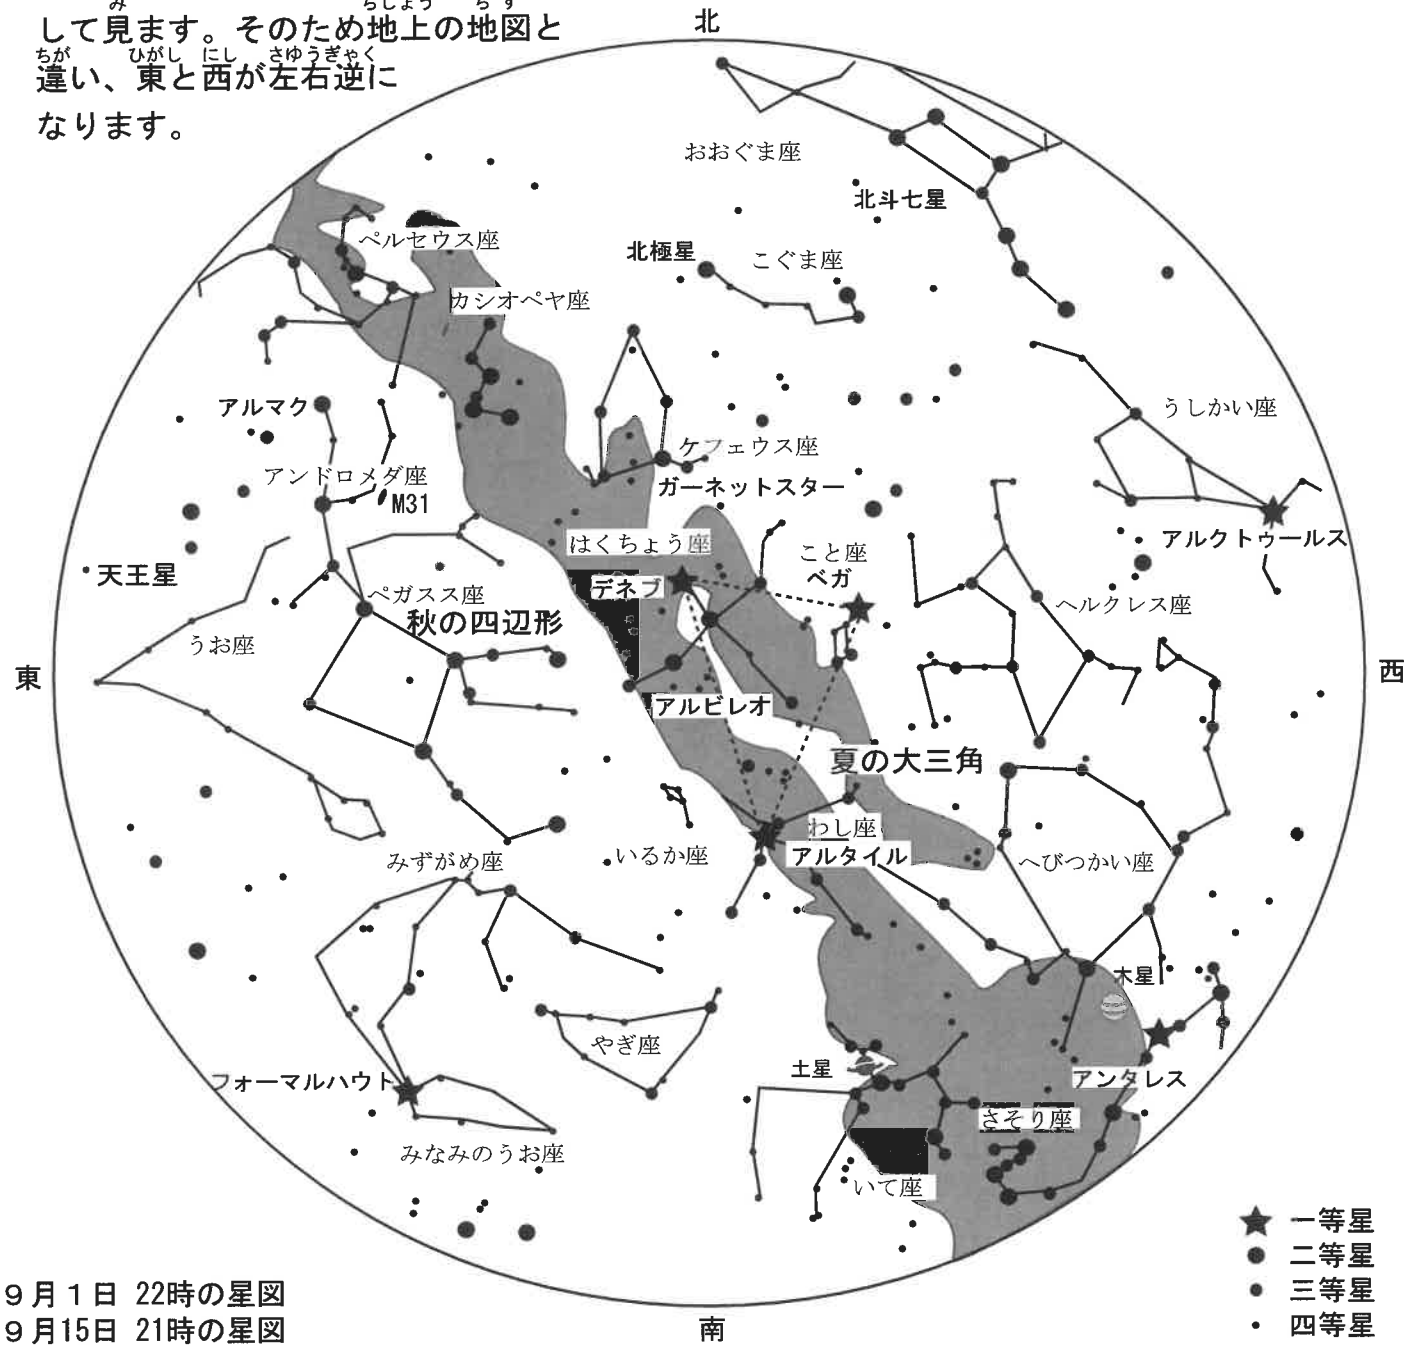 して見ます。そのため地上の地図と
違い、東と西が左右逆に
なります。
北
おおぐま座
北斗七星
ペルセウス座
北極星
こぐま座
カシオペヤ座
アルマク
うしかい座
ケフェウス座
アンドロメダ座
M31
ガーネットスター
アルクトゥールス
はくちょう座
こと座
天王星
デネブ
ベガ
ペガスス座
ヘルクレス座
秋の四辺形
うお座
東
西
アルビレオ
夏の大三角
わし座
みずがめ座
いるか座
アルタイル
へびつかい座
木星
やぎ座
土星
フォーマルハウト
アンタレス
さそり座
みなみのうお座
いて座
一等星
二等星
三等星
四等星
9月1日 22時の星図
9月15日 21時の星図
南